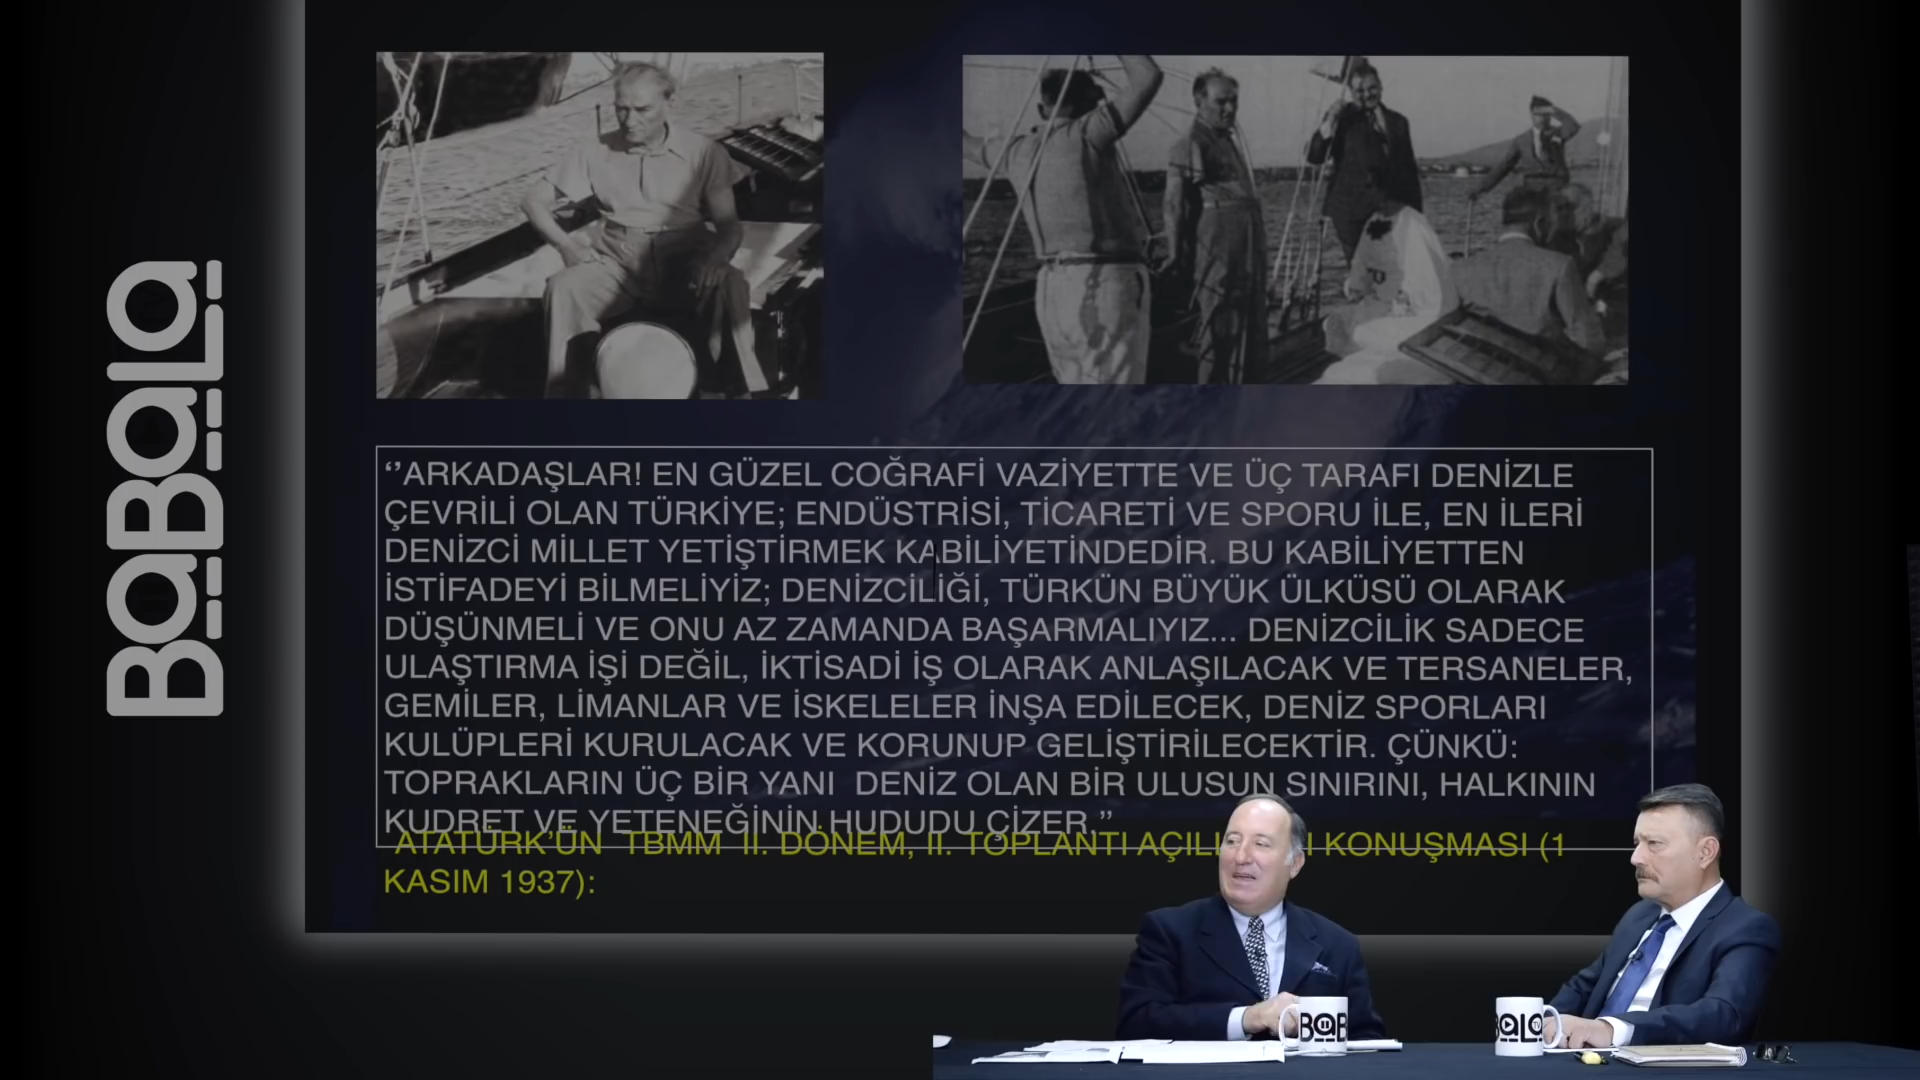 BABALA
‘’ARKADAŞLAR! EN GÜZEL COĞRAFİ VAZİYETTE VE ÜÇ TARAFI DENİZLE
ÇEVRİLİ OLAN TÜRKİYE; ENDÜSTRİSİ, TİCARETİ VE SPORU İLE, EN İLERİ
DENİZCİ MİLLET YETİŞTİRMEK KABİLİYETİNDEDİR. BU KABİLİYETTEN
İSTİFADEYİ BİLMELİYİZ; DENİZCİLİĞİ, TÜRKÜN BÜYÜK ÜLKÜSÜ OLARAK
DÜŞÜNMELİ VE ONU AZ ZAMANDA BAŞARMALIYIZ... DENİZCİLİK SADECE
ULAŞTIRMA İŞİ DEĞİL, İKTİSADİ İŞ OLARAK ANLAŞILACAK VE TERSANELER,
GEMİLER, LİMANLAR VE İSKELELER İNŞA EDİLECEK, DENİZ SPORLARI
KULÜPLERİ KURULACAK VE KORUNUP GELİŞTİRİLECEKTİR. ÇÜNKÜ:
TOPRAKLARIN ÜÇ BİR YANI DENİZ OLAN BİR ULUSUN SINIRINI, HALKININ
KUDRET VE YETENEĞİNİN HUDUDU ÇİZER.’’
ATATÜRK’ÜN TBMM II. DÖNEM, II. TOPLANTI KONUŞMASI (1
KASIM 1937):
BAB
ALA